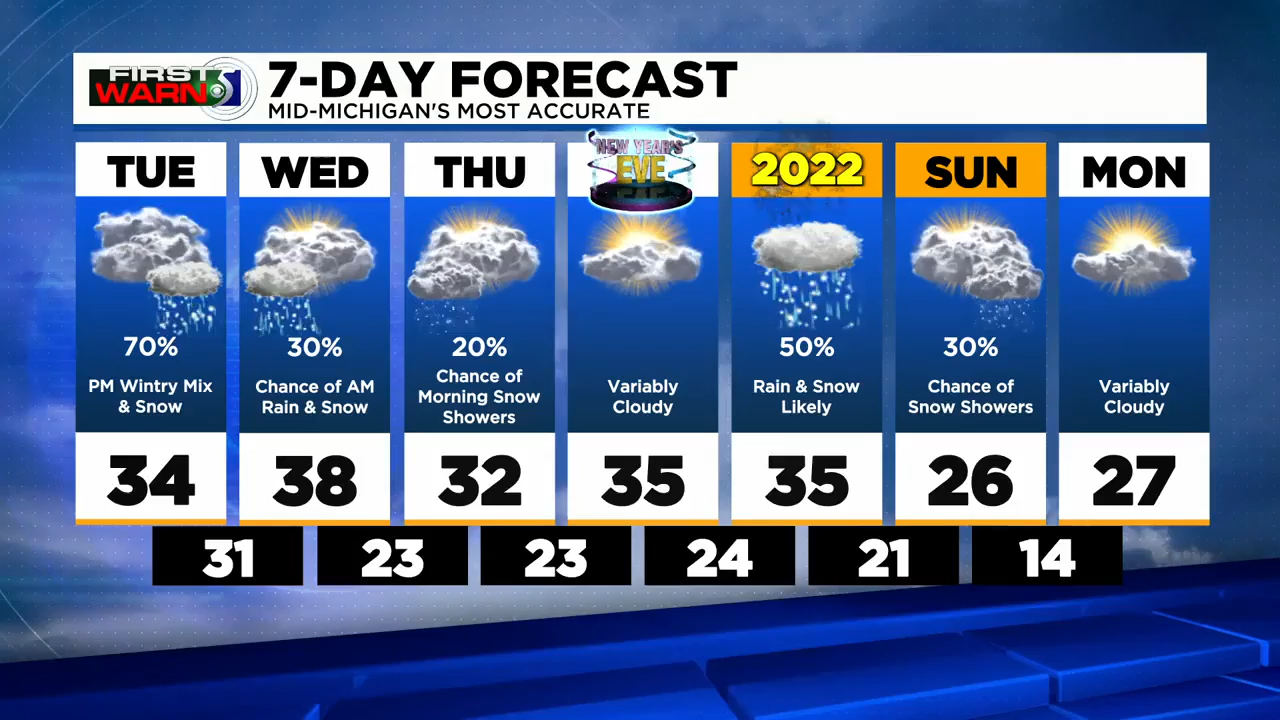 FIRST
WARN 5
7-DAY FORECAST
MID-MICHIGAN'S MOST ACCURATE
TUE
70%
PM Wintry Mix
& Snow
34
WED
30%
Chance of AM
Rain & Snow
38
THU
20%
Chance of
Morning Snow
Showers
32
NEW YEAR'S
EVE
Variably
Cloudy
35
2022
50%
Rain & Snow
Likely
35
SUN
30%
Chance of
Snow Showers
26
MON
Variably
Cloudy
27
31
23
23
24
21
14